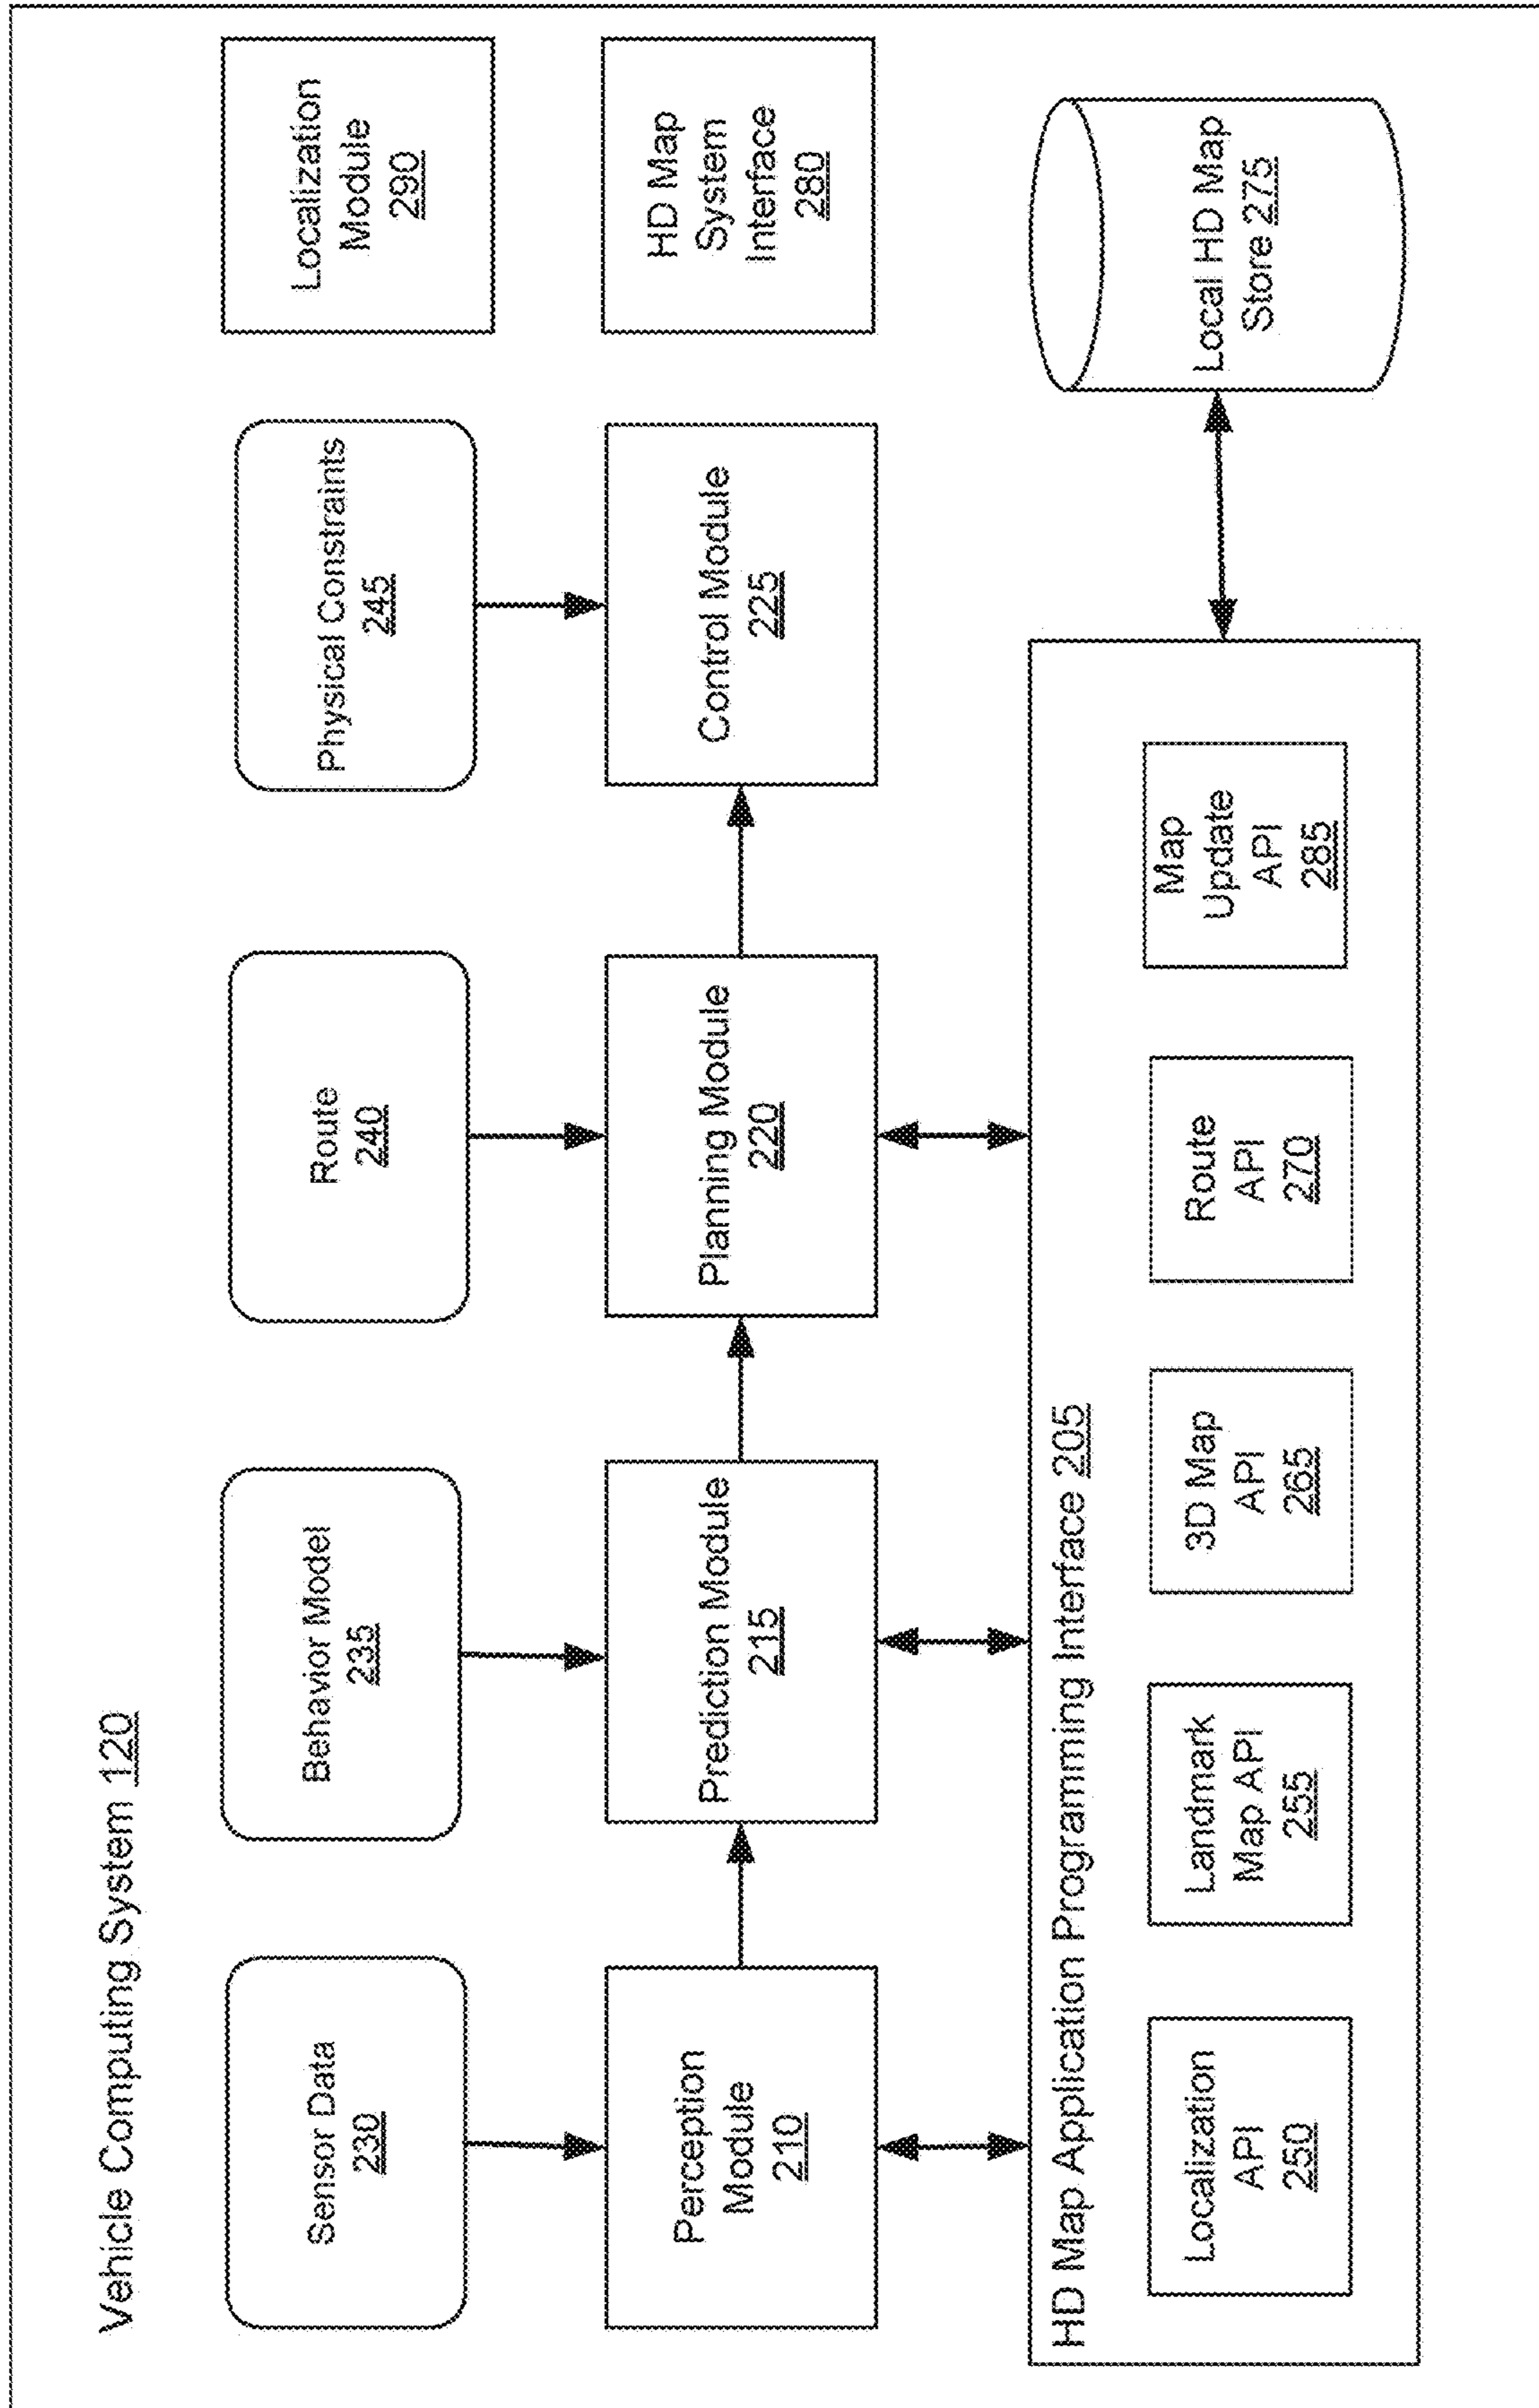 Vehicle Computing System 120
Sensor Data
230
Behavior Model
235
Route
240
Physical Constraints
245
Localization
Module
290
Perception
Module
210
Prediction Module
215
Planning Module
220
Control Module
225
HD Map
System
Interface
280
HD Map Application Programming Interface 205
Localization
API
250
Landmark
Map API
255
3D Map
API
265
Route
API
270
Map
Update
API
285
Local HD Map
Store 275